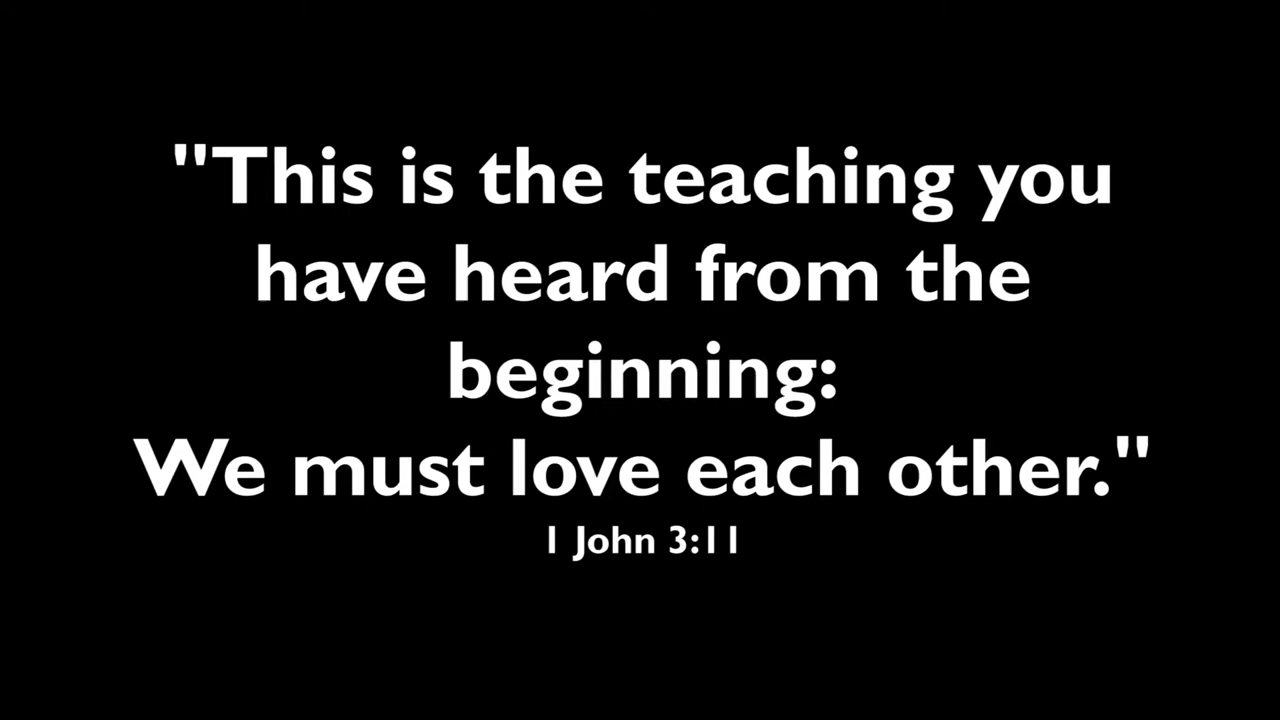 "This is the teaching you
have heard from the
beginning:
We must love each other."
1 John 3:11